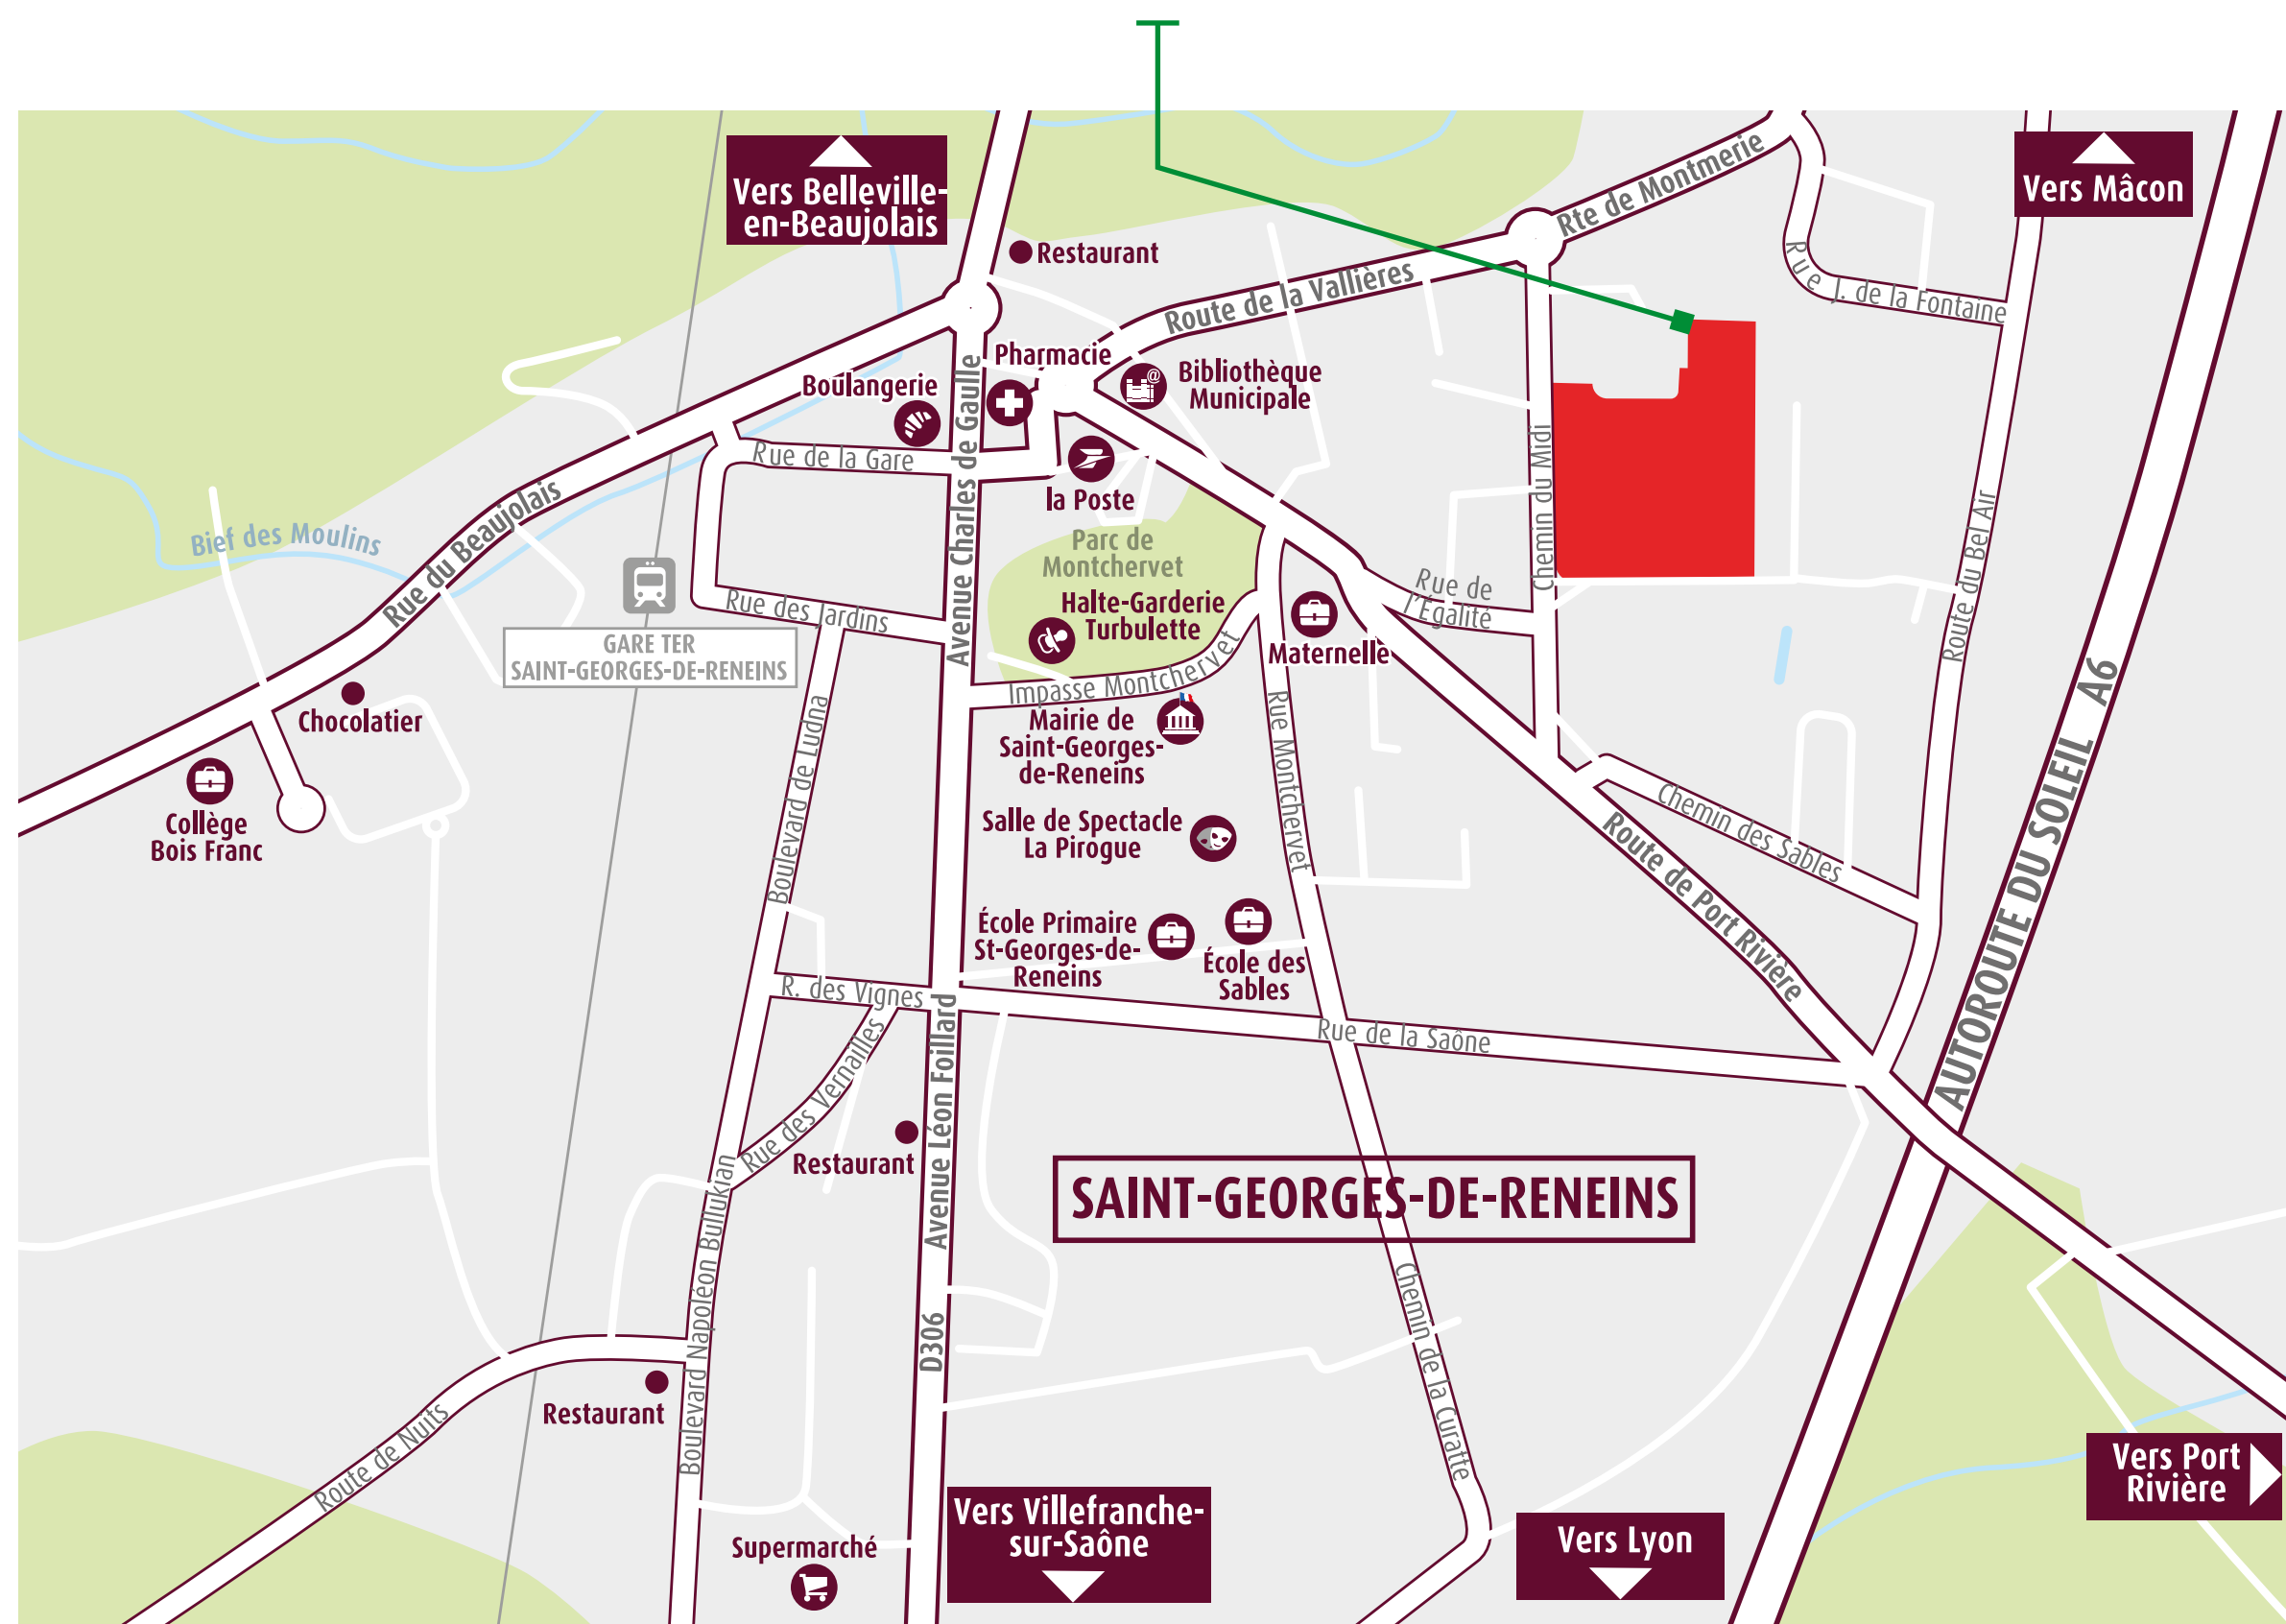 Vers Belleville-
en-Beaujolais
Vers Mâcon
Restaurant
Rte de Montmerie
Route de la Vallières
Rue J. de la Fontaine
Pharmacie
Boulangerie
Bibliothèque
Municipale
Rue de la Gare
Avenue Charles de Gaulle
la Poste
Chemin du Midi
Rue du Beaujolais
Bief des Moulins
Parc de
Montchervet
Halte-Garderie
Turbulette
Rue de
l'Égalité
Route du Bel Air
Rue des Jardins
GARE TER
SAINT-GEORGES-DE-RENEINS
Maternelle
Impasse Montchervet
Chocolatier
Mairie de
Saint-Georges-
de-Reneins
Rue Montchervet
Boulevard de Ludna
AUTOROUTE DU SOLEIL A6
Collège
Bois Franc
Salle de Spectacle
La Pirogue
Chemin des Sables
Route de Port Rivière
École Primaire
St-Georges-de-
Reneins
École des
Sables
R. des Vignes
Rue de la Saône
Rue des Vernailles
Avenue Léon Foillard
Restaurant
SAINT-GEORGES-DE-RENEINS
Boulevard Napoléon Bullukian
D306
Chemin de la Curatte
Restaurant
Route de Nuits
Vers Port
Rivière
Vers Villefranche-
sur-Saône
Vers Lyon
Supermarché